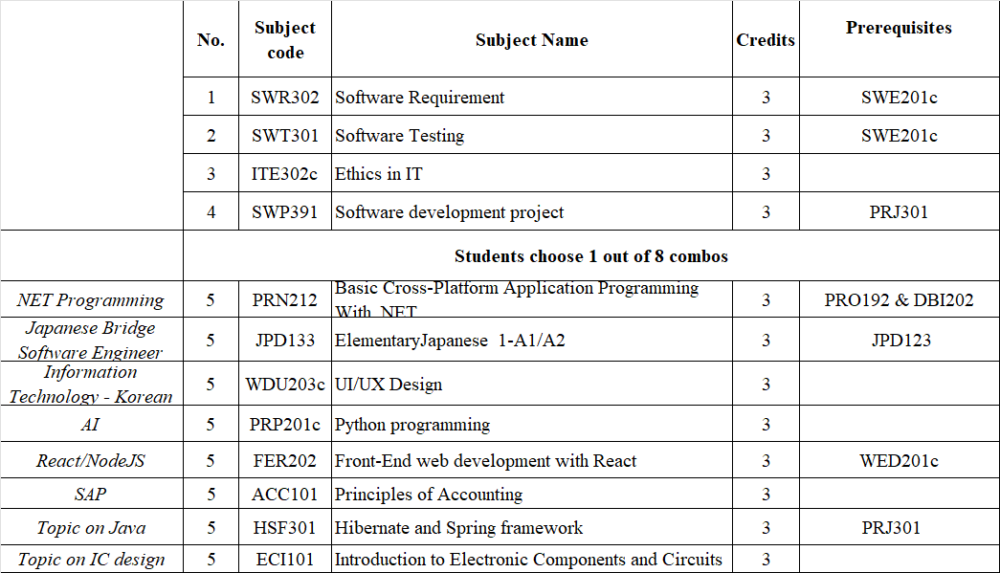 No. Subject code Subject Name Credits Prerequisites
1 SWR302 Software Requirement 3 SWE201c
2 SWT301 Software Testing 3 SWE201c
3 ITE302c Ethics in IT 3
4 SWP391 Software development project 3 PRJ301
Students choose 1 out of 8 combos
NET Programming 5 PRN212 Basic Cross-Platform Application Programming With .NET 3 PRO192 & DBI202
Japanese Bridge Software Engineer 5 JPD133 ElementaryJapanese 1-A1/A2 3 JPD123
Information Technology - Korean 5 WDU203c UI/UX Design 3
AI 5 PRP201c Python programming 3
React/NodeJS 5 FER202 Front-End web development with React 3 WED201c
SAP 5 ACC101 Principles of Accounting 3
Topic on Java 5 HSF301 Hibernate and Spring framework 3 PRJ301
Topic on IC design 5 ECI101 Introduction to Electronic Components and Circuits 3